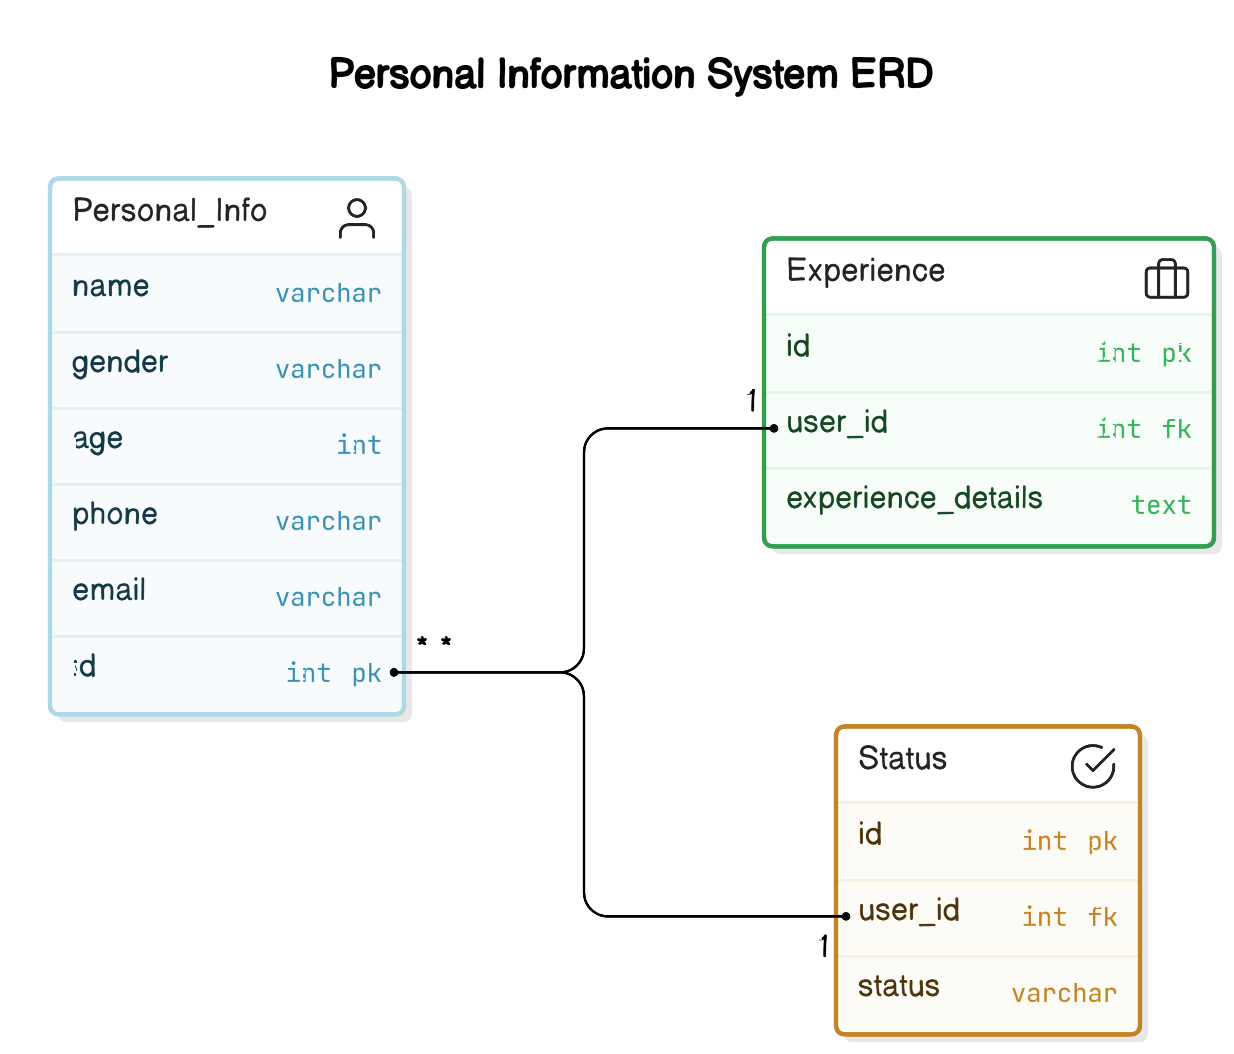 Personal Information System ERD
Personal_Info
name varchar
gender varchar
age int
phone varchar
email varchar
id int pk
* *
Experience
id int pk
1
user_id int fk
experience_details text
Status
id int pk
user_id int fk
1
status varchar